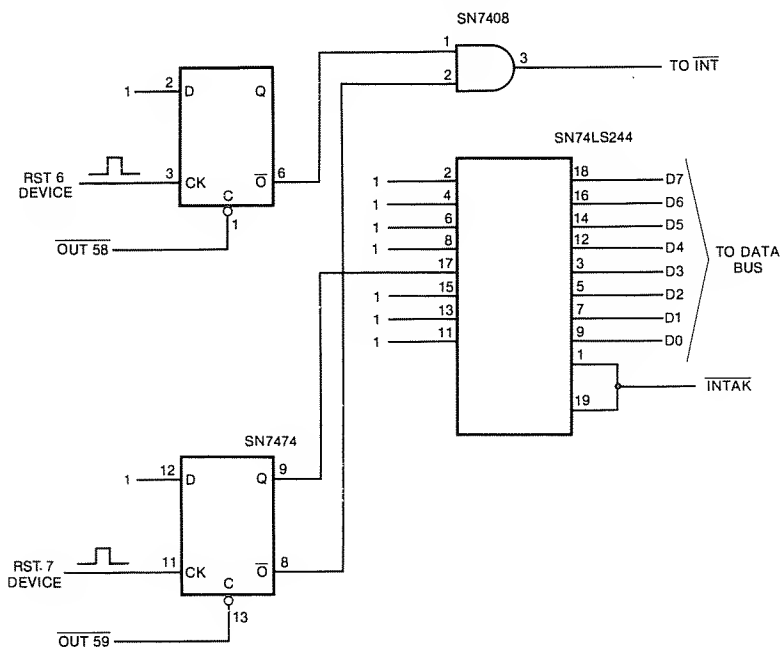 SN7408
1
2
3
TO INT
2
1
D
Q
RST 6
DEVICE
3
CK
O
6
C
1
OUT 58
SN74LS244
1 2 18 D7
1 4 16 D6
1 6 14 D5
1 8 12 D4
17 3 D3
1 15 5 D2
1 13 7 D1
1 11 9 D0
TO DATA
BUS
1
19
INTAK
SN7474
1
12
D
Q
9
RST 7
DEVICE
11
CK
O
8
C
13
OUT 59